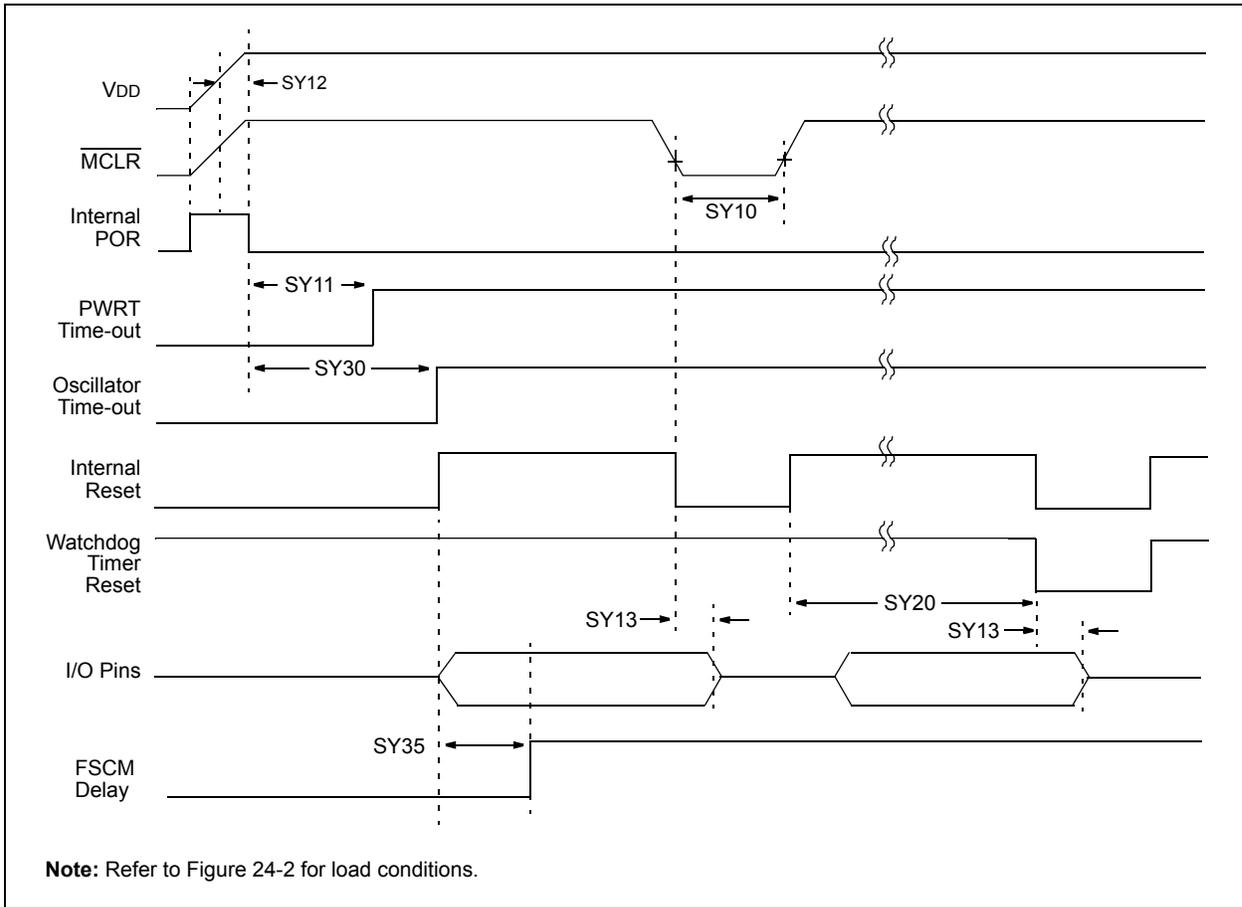 VDD
SY12
MCLR
SY10
Internal
POR
SY11
PWRT
Time-out
SY30
Oscillator
Time-out
Internal
Reset
Watchdog
Timer
Reset
SY20
SY13
SY13
I/O Pins
SY35
FSCM
Delay
Note: Refer to Figure 24-2 for load conditions.